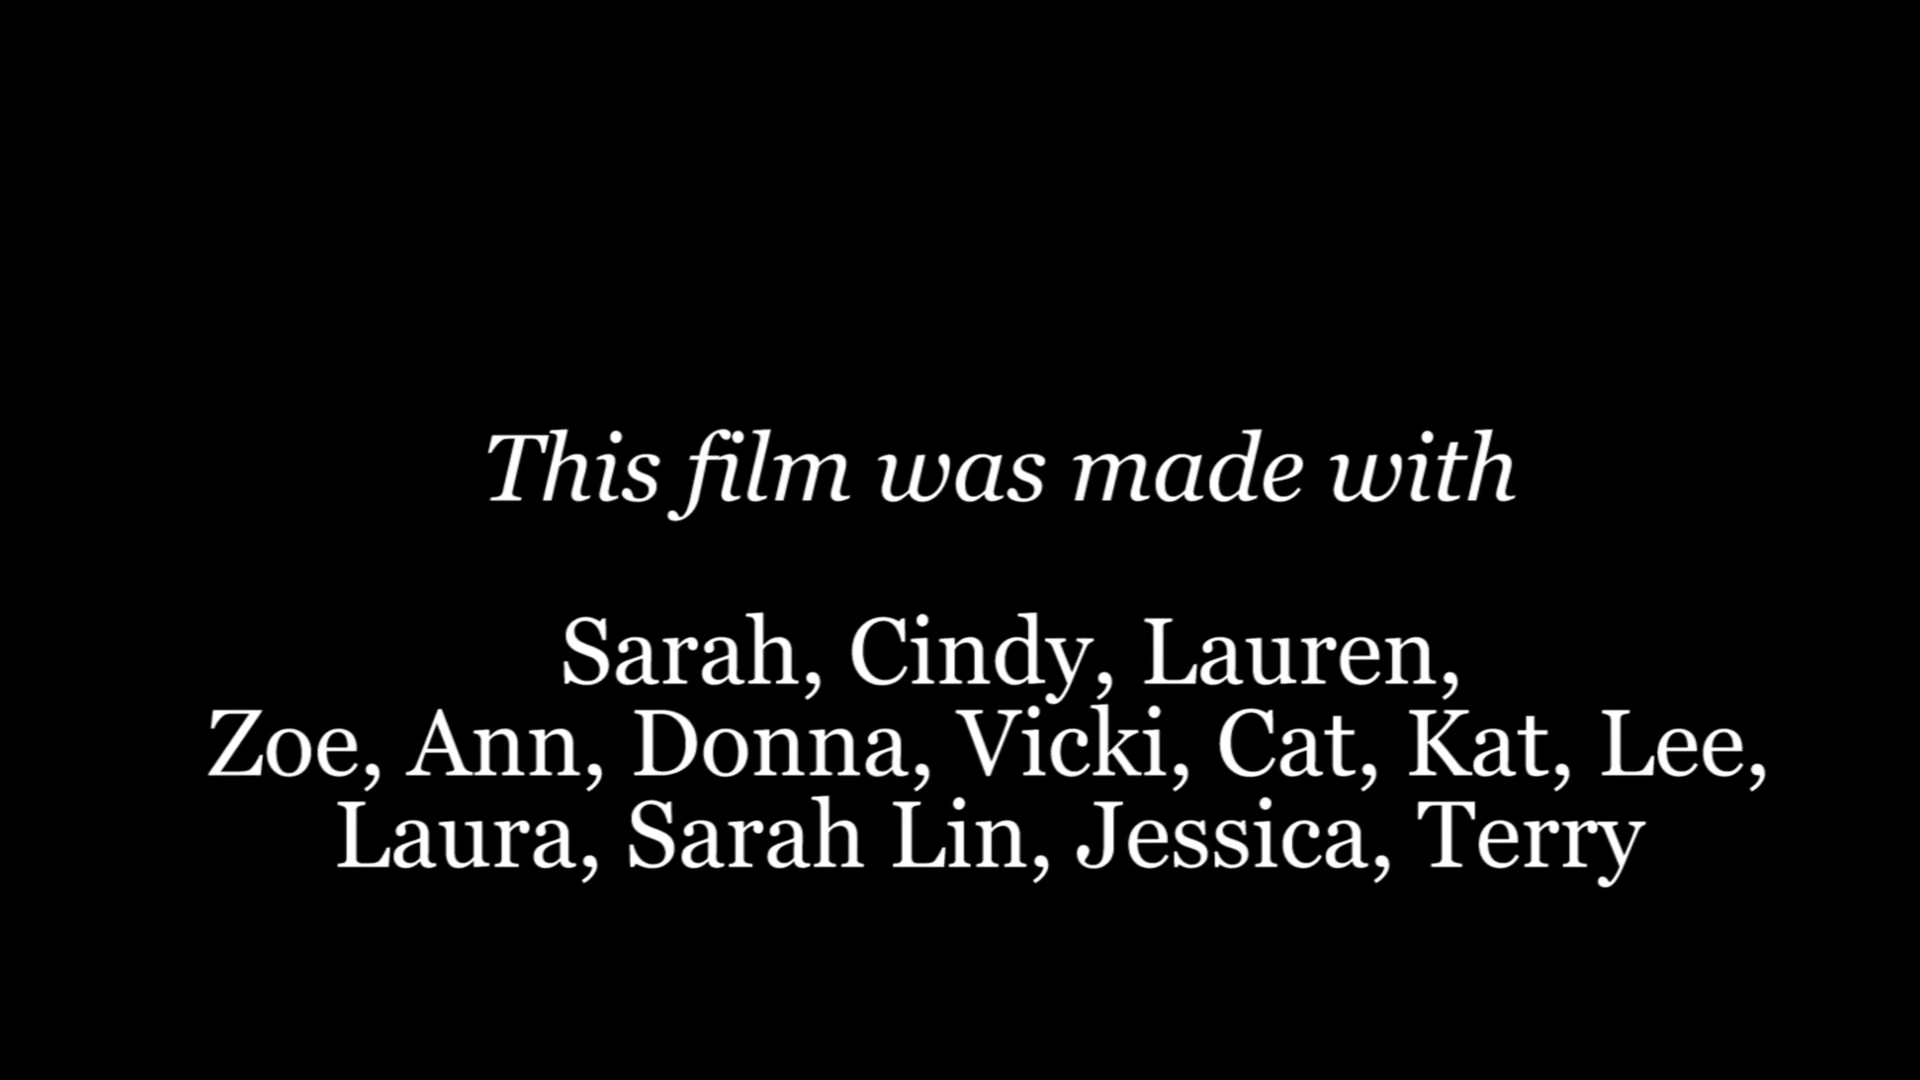 This film was made with
Sarah, Cindy, Lauren,
Zoe, Ann, Donna, Vicki, Cat, Kat, Lee,
Laura, Sarah Lin, Jessica, Terry